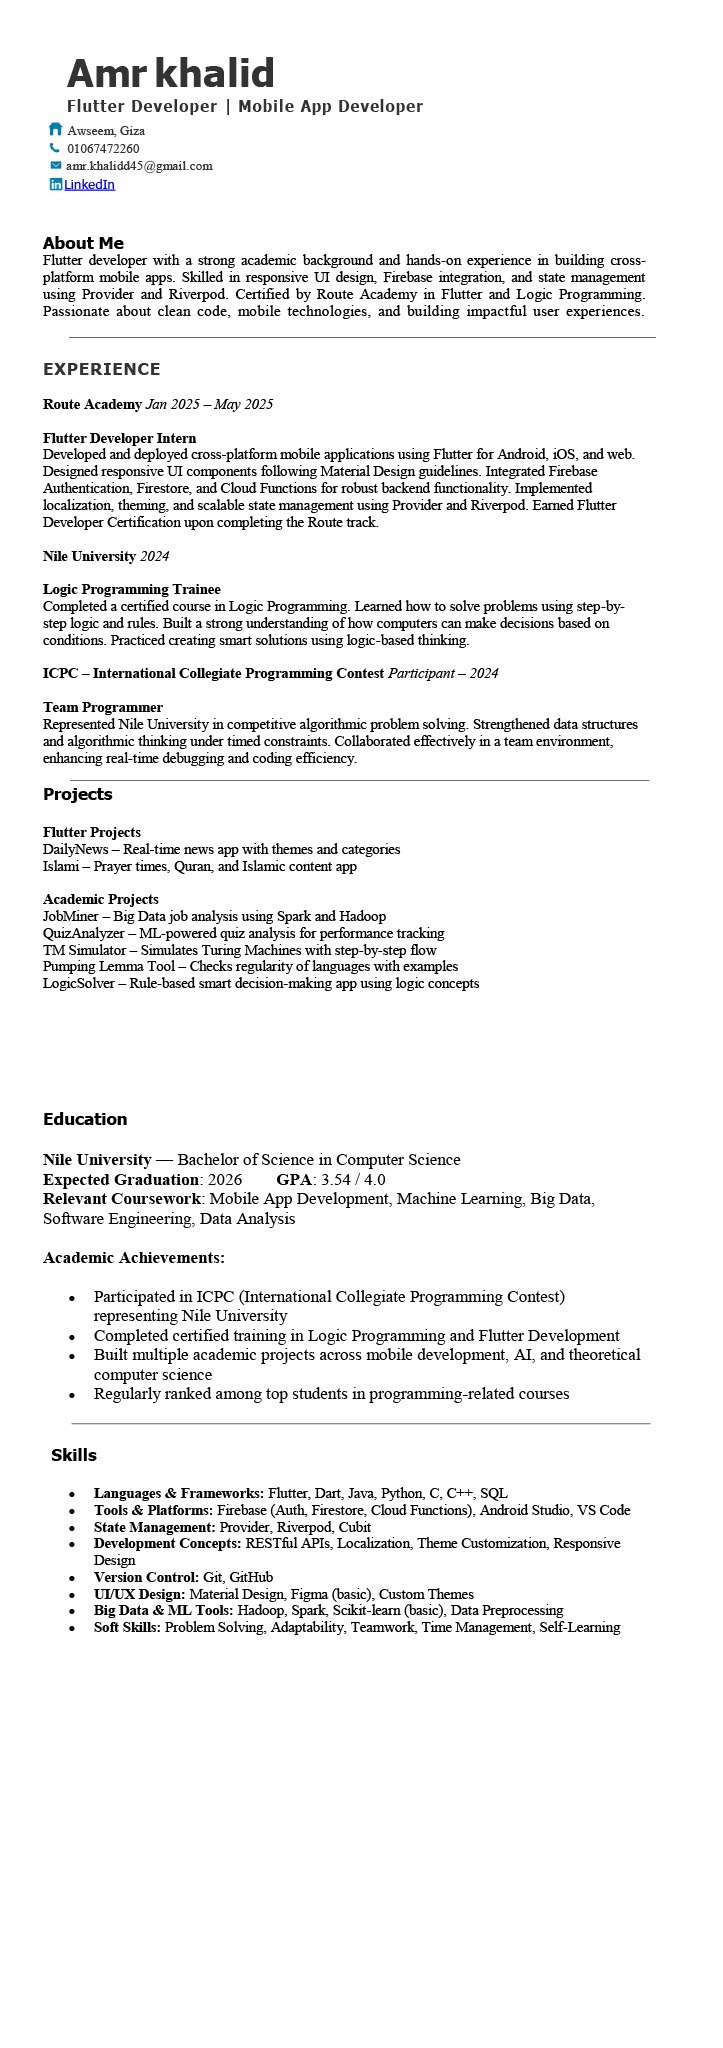 Amr khalid
Flutter Developer | Mobile App Developer
Awseem, Giza
01067472260
amr.khalidd45@gmail.com
LinkedIn
About Me
Flutter developer with a strong academic background and hands-on experience in building cross-
platform mobile apps. Skilled in responsive UI design, Firebase integration, and state management
using Provider and Riverpod. Certified by Route Academy in Flutter and Logic Programming.
Passionate about clean code, mobile technologies, and building impactful user experiences.
EXPERIENCE
Route Academy Jan 2025 – May 2025
Flutter Developer Intern
Developed and deployed cross-platform mobile applications using Flutter for Android, iOS, and web.
Designed responsive UI components following Material Design guidelines. Integrated Firebase
Authentication, Firestore, and Cloud Functions for robust backend functionality. Implemented
localization, theming, and scalable state management using Provider and Riverpod. Earned Flutter
Developer Certification upon completing the Route track.
Nile University 2024
Logic Programming Trainee
Completed a certified course in Logic Programming. Learned how to solve problems using step-by-
step logic and rules. Built a strong understanding of how computers can make decisions based on
conditions. Practiced creating smart solutions using logic-based thinking.
ICPC – International Collegiate Programming Contest Participant – 2024
Team Programmer
Represented Nile University in competitive algorithmic problem solving. Strengthened data structures
and algorithmic thinking under timed constraints. Collaborated effectively in a team environment,
enhancing real-time debugging and coding efficiency.
Projects
Flutter Projects
DailyNews – Real-time news app with themes and categories
Islami – Prayer times, Quran, and Islamic content app
Academic Projects
JobMiner – Big Data job analysis using Spark and Hadoop
QuizAnalyzer – ML-powered quiz analysis for performance tracking
TM Simulator – Simulates Turing Machines with step-by-step flow
Pumping Lemma Tool – Checks regularity of languages with examples
LogicSolver – Rule-based smart decision-making app using logic concepts
Education
Nile University — Bachelor of Science in Computer Science
Expected Graduation: 2026 GPA: 3.54 / 4.0
Relevant Coursework: Mobile App Development, Machine Learning, Big Data,
Software Engineering, Data Analysis
Academic Achievements:
• Participated in ICPC (International Collegiate Programming Contest)
representing Nile University
• Completed certified training in Logic Programming and Flutter Development
• Built multiple academic projects across mobile development, AI, and theoretical
computer science
• Regularly ranked among top students in programming-related courses
Skills
• Languages & Frameworks: Flutter, Dart, Java, Python, C, C++, SQL
• Tools & Platforms: Firebase (Auth, Firestore, Cloud Functions), Android Studio, VS Code
• State Management: Provider, Riverpod, Cubit
• Development Concepts: RESTful APIs, Localization, Theme Customization, Responsive
Design
• Version Control: Git, GitHub
• UI/UX Design: Material Design, Figma (basic), Custom Themes
• Big Data & ML Tools: Hadoop, Spark, Scikit-learn (basic), Data Preprocessing
• Soft Skills: Problem Solving, Adaptability, Teamwork, Time Management, Self-Learning